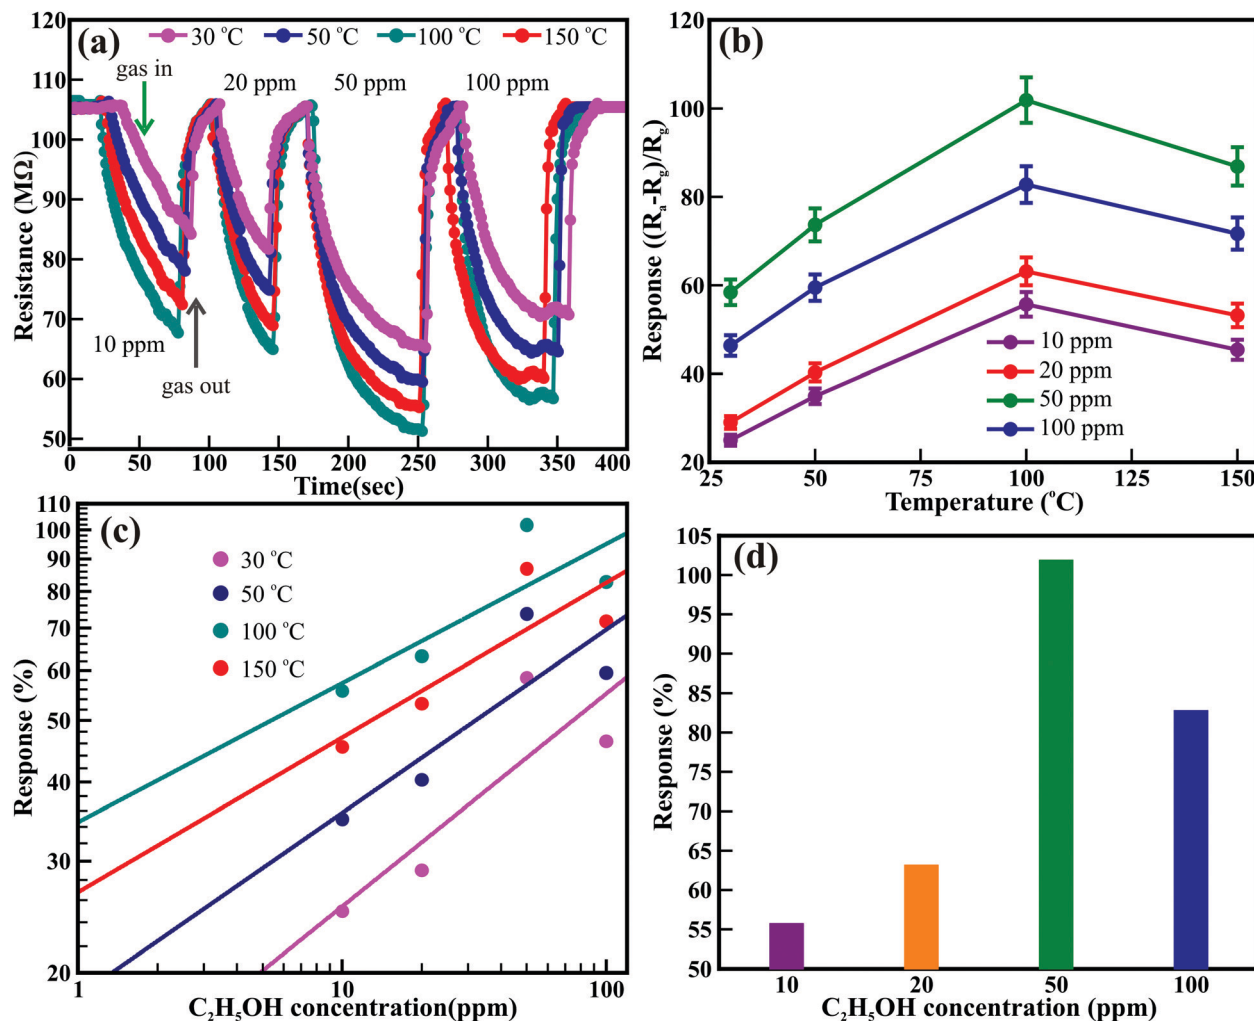 (a)
30 °C 50 °C 100 °C 150 °C
gas in
20 ppm 50 ppm 100 ppm
10 ppm
gas out
120
110
100
90
80
70
60
50
Resistance (MΩ)
0 50 100 150 200 250 300 350 400
Time(sec)
(b)
120
100
80
60
40
20
Response ((Ra-Rg)/Rg)
10 ppm
20 ppm
50 ppm
100 ppm
25 50 75 100 125 150
Temperature (°C)
(c)
110
100
90
80
70
60
50
40
30
20
Response (%)
30 °C
50 °C
100 °C
150 °C
1 10 100
C₂H₅OH concentration(ppm)
(d)
105
102
100
95
90
85
80
75
70
65
60
55
50
Response (%)
10 20 50 100
C₂H₅OH concentration (ppm)